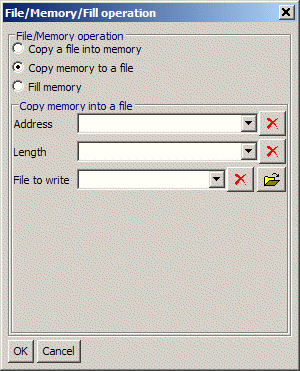 File/Memory/Fill operation
File/Memory operation
Copy a file into memory
Copy memory to a file
Fill memory
Copy memory into a file
Address
Length
File to write
OK Cancel